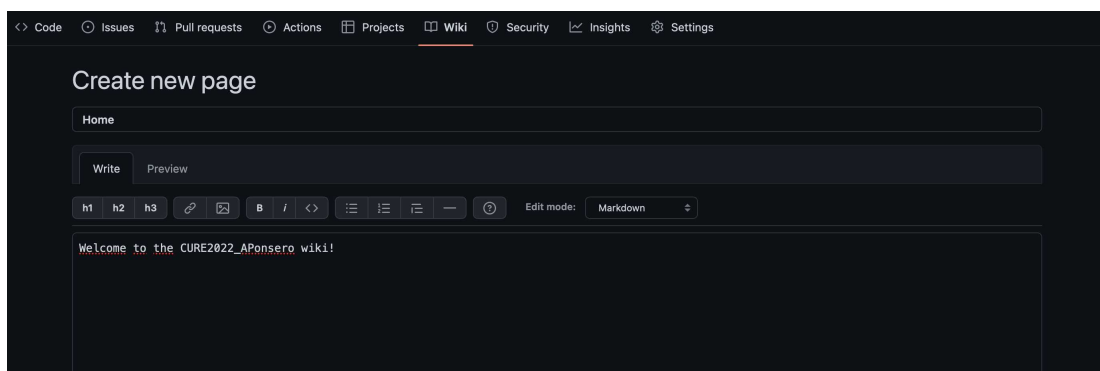 <> Code Issues Pull requests Actions Projects Wiki Security Insights Settings
Create new page
Home
Write Preview
h1 h2 h3 B i <> Edit mode: Markdown
Welcome to the CURE2022_APonsero wiki!